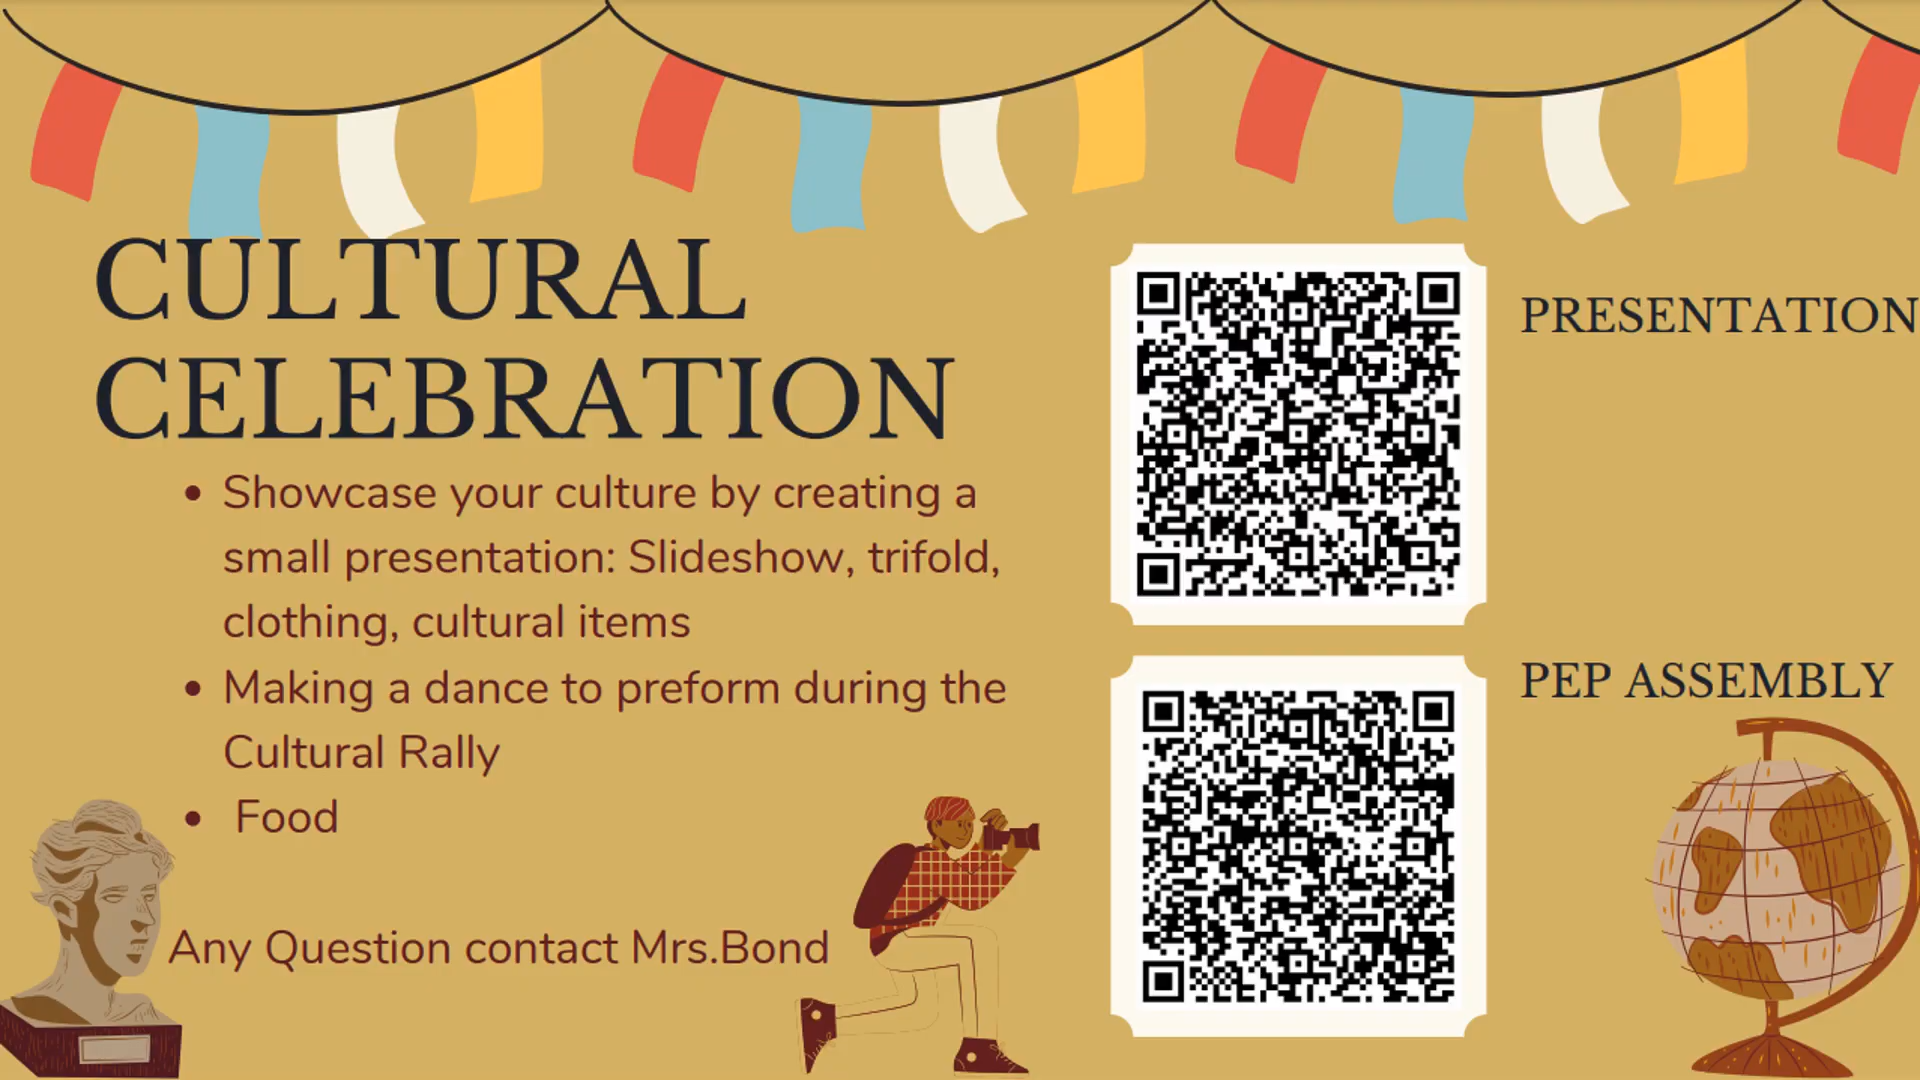 CULTURAL
CELEBRATION
• Showcase your culture by creating a
small presentation: Slideshow, trifold,
clothing, cultural items
• Making a dance to preform during the
Cultural Rally
• Food
Any Question contact Mrs.Bond
PRESENTATION
PEP ASSEMBLY